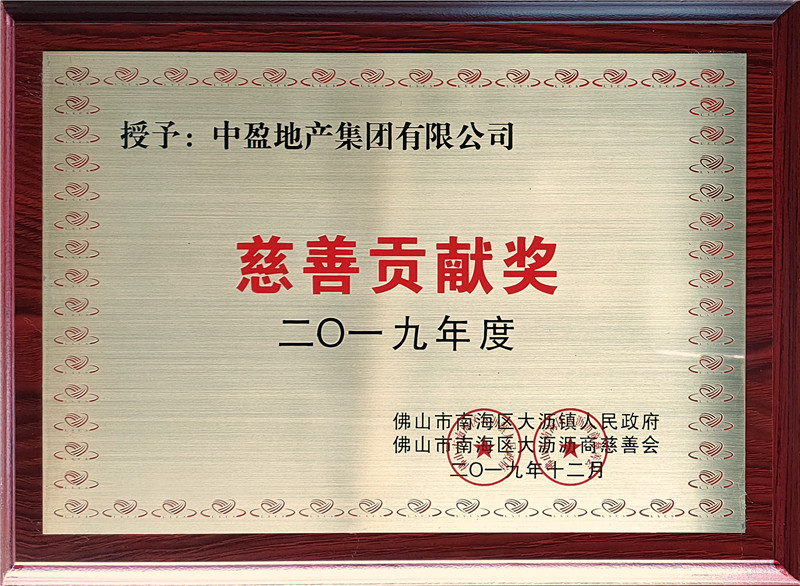 授予：中盈地产集团有限公司
慈善贡献奖
二〇一九年度
佛山市南海区大沥镇人民政府
佛山市南海区大沥沥商慈善会
二〇一九年十二月